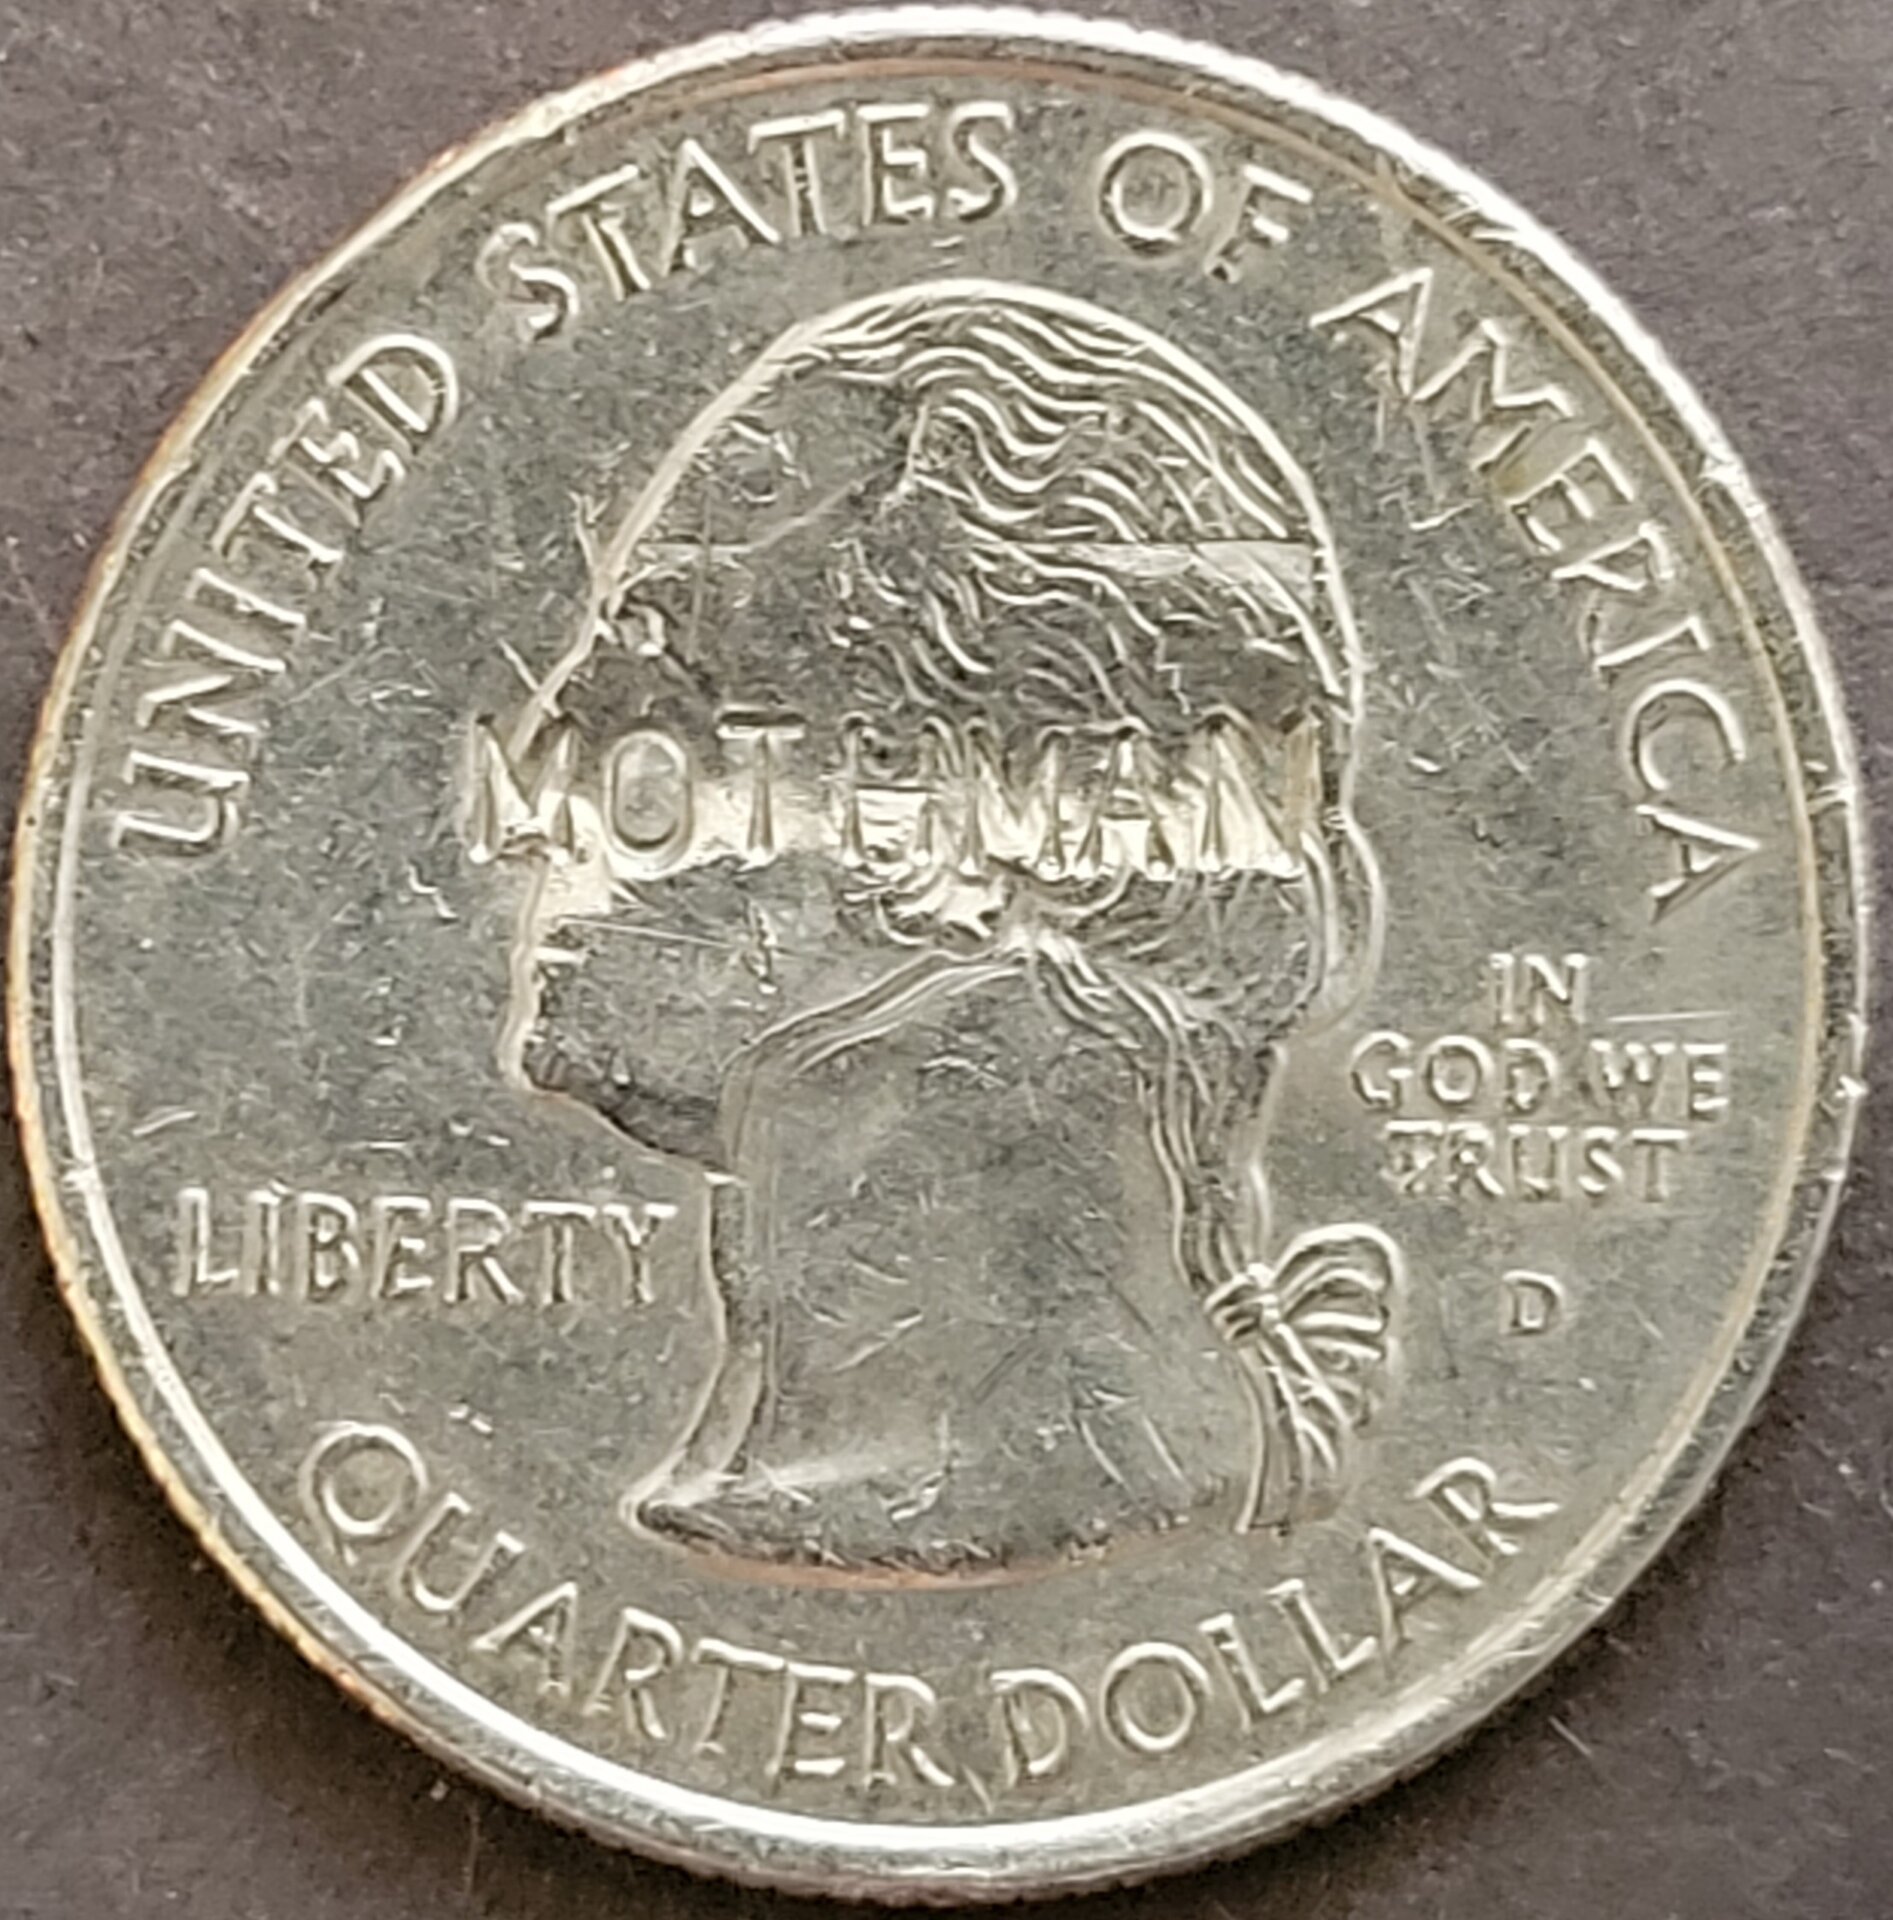 UNITED STATES OF AMERICA
MOTHMAN
IN
GOD WE
TRUST
LIBERTY
D
QUARTER DOLLAR